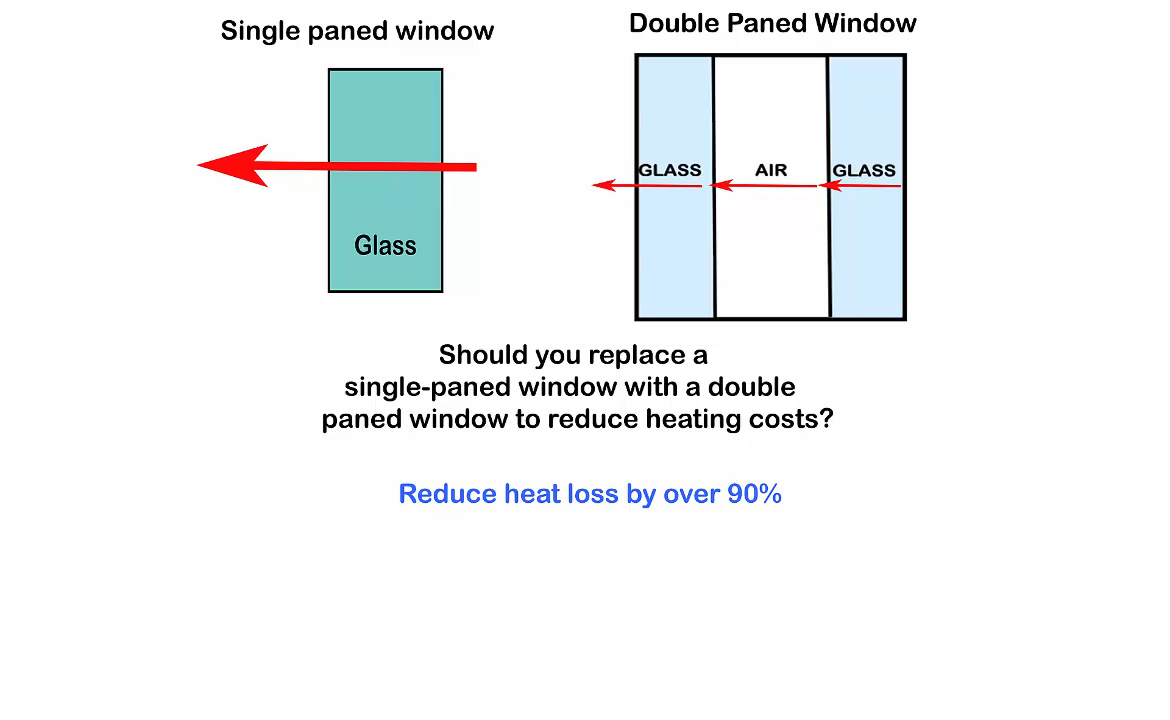 Single paned window
Double Paned Window
Glass
GLASS
AIR
GLASS
Should you replace a
single-paned window with a double
paned window to reduce heating costs?
Reduce heat loss by over 90%